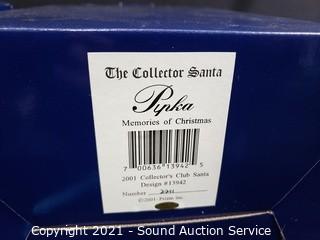 The Collector Santa
Pipka
Memories of Christmas
7 00636 13942 5
2001 Collector's Club Santa
Design #13942
Number
©2001 Prizm, Inc.
Copyright 2021 - Sound Auction Service